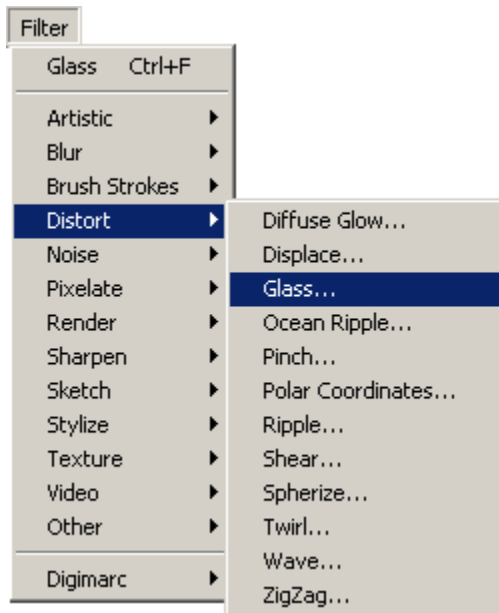 Filter
Glass Ctrl+F
Artistic
Blur
Brush Strokes
Distort
Noise
Pixelate
Render
Sharpen
Sketch
Stylize
Texture
Video
Other
Digimarc
Diffuse Glow...
Displace...
Glass...
Ocean Ripple...
Pinch...
Polar Coordinates...
Ripple...
Shear...
Spherize...
Twirl...
Wave...
ZigZag...